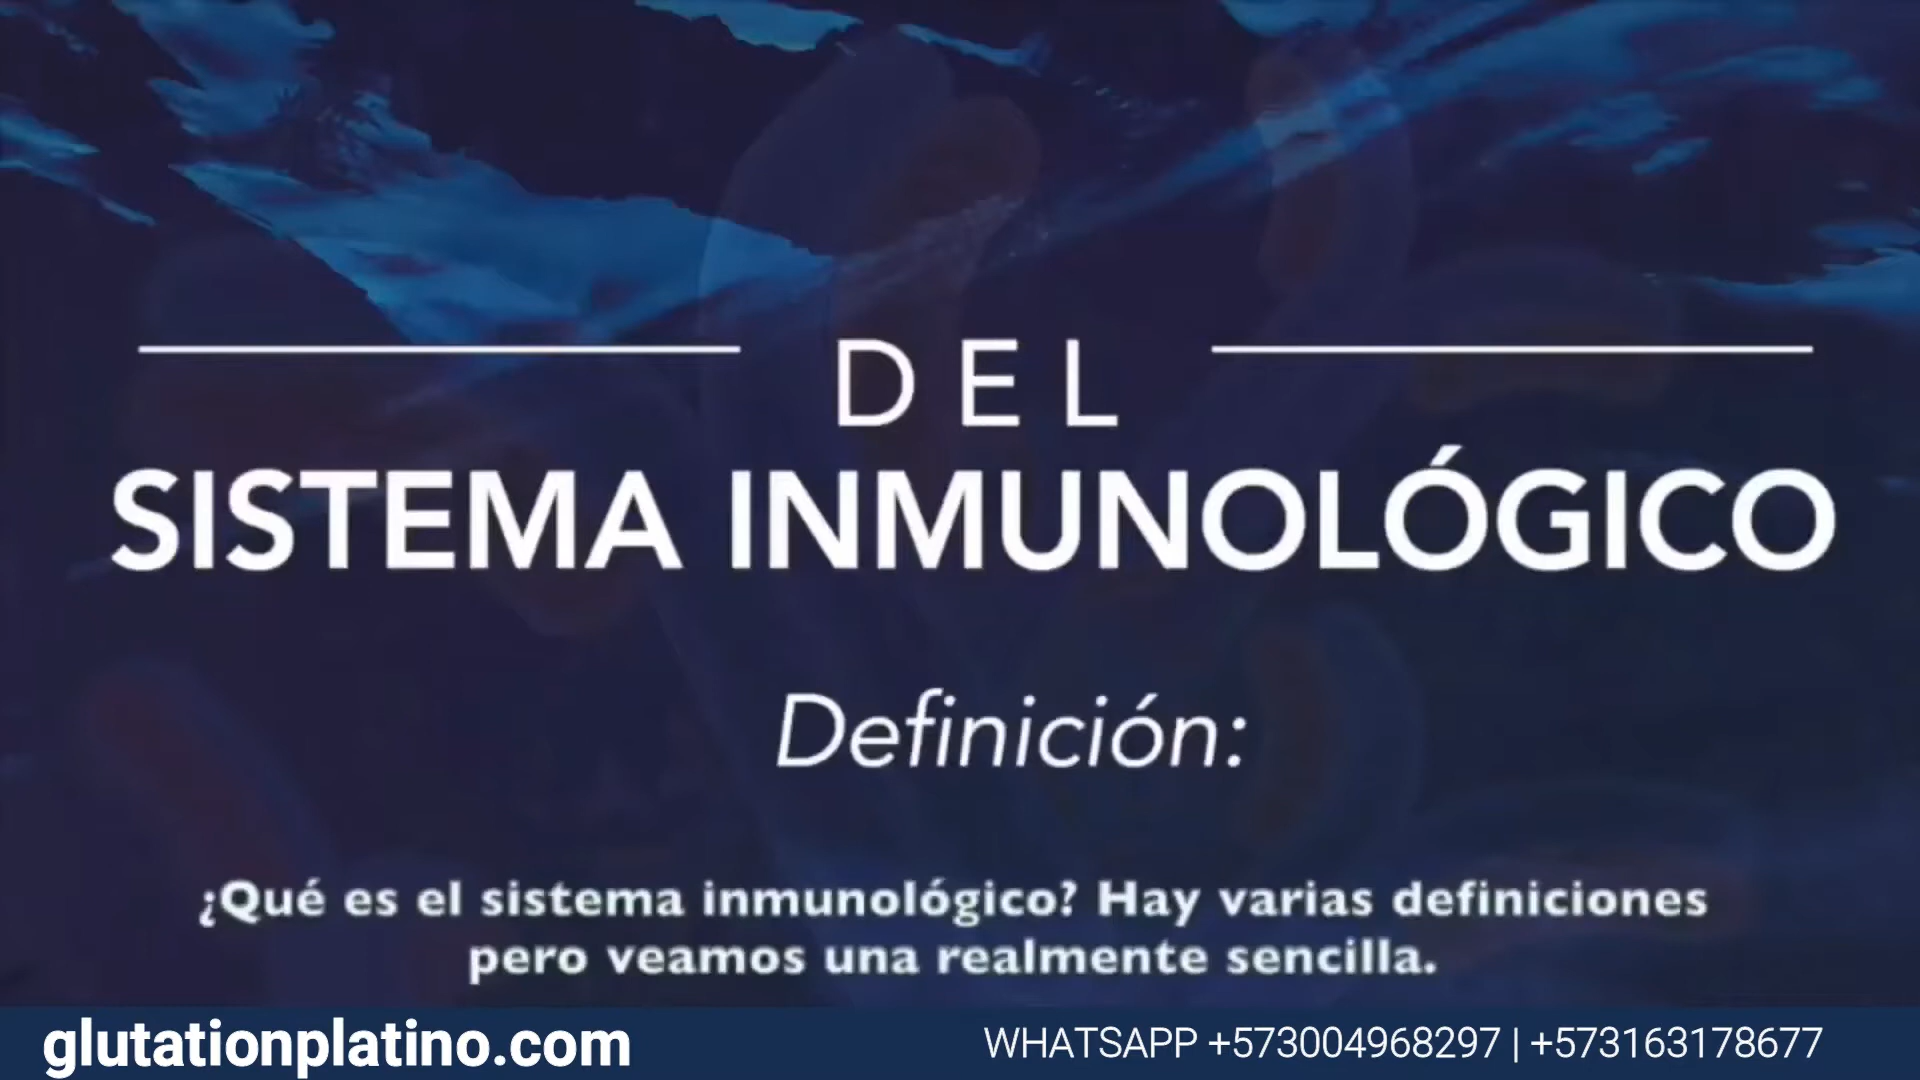 DEL
SISTEMA INMUNOLÓGICO
Definición:
¿Qué es el sistema inmunológico? Hay varias definiciones
pero veamos una realmente sencilla.
glutationplatino.com
WHATSAPP +573004968297 | +573163178677